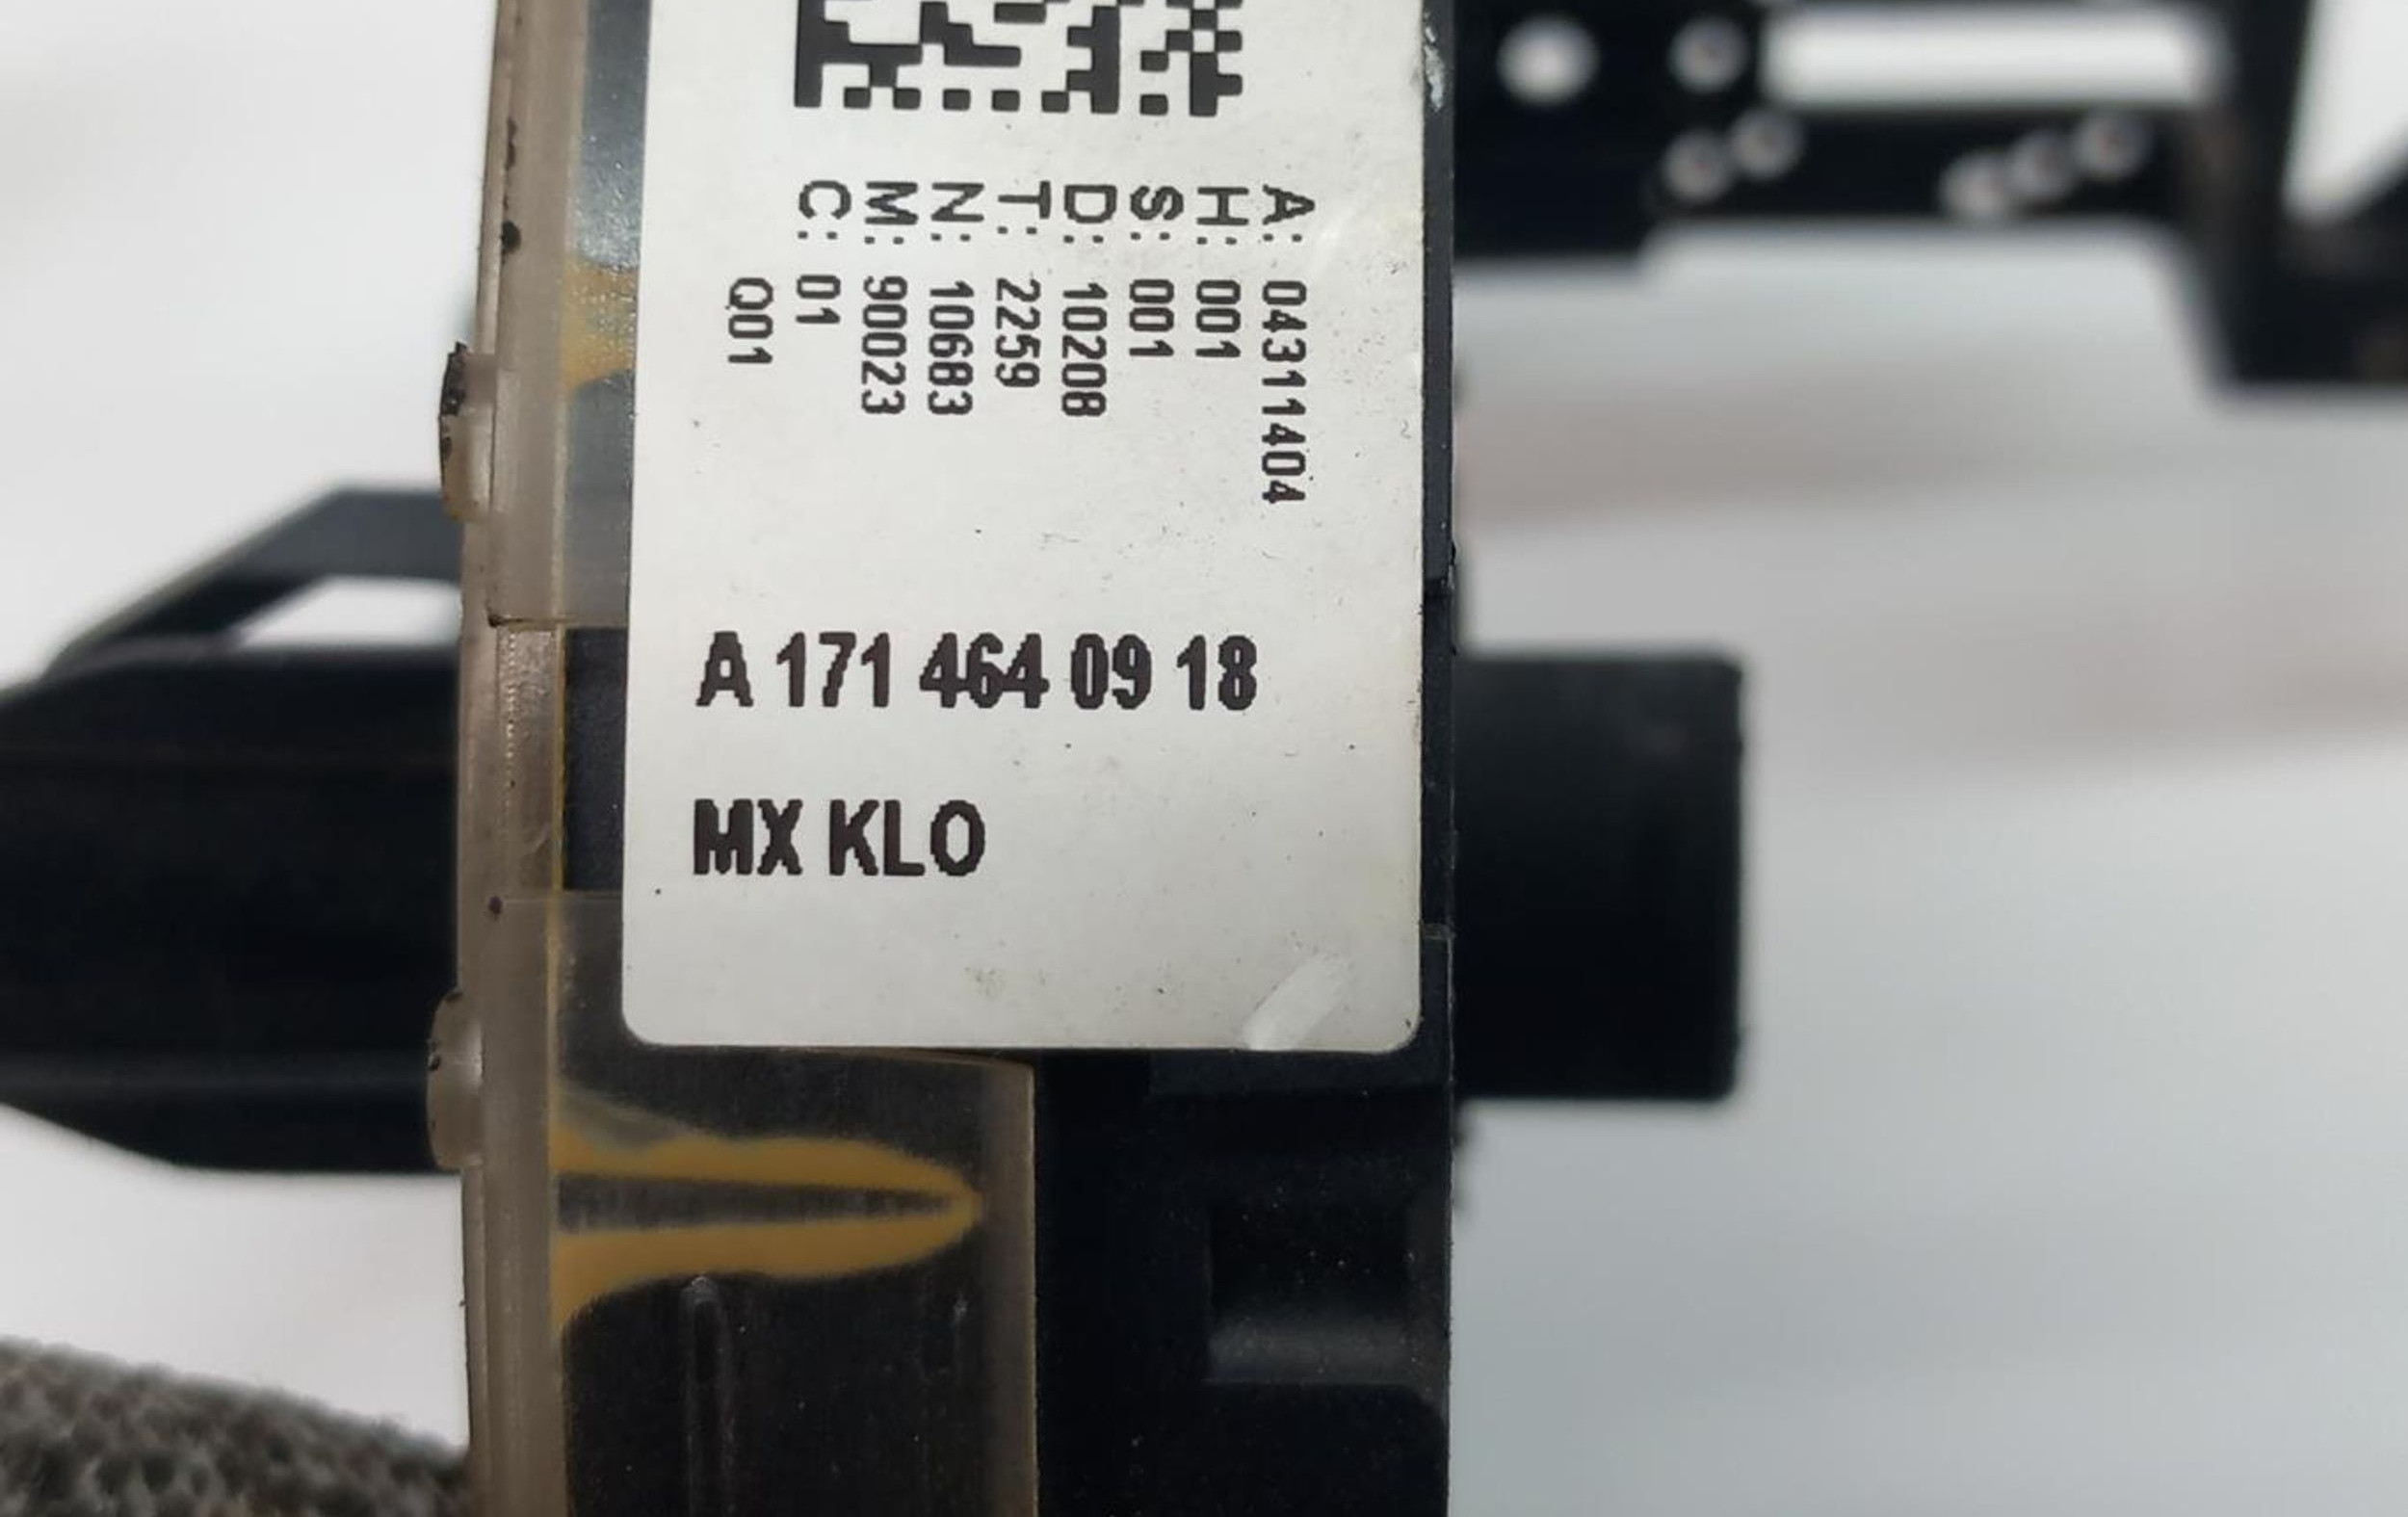 A: 04311404
H: 001
S: 001
D: 10208
T: 2259
N: 10683
M: 90023
C: 01
Q01
A 171 464 09 18
MX KLO